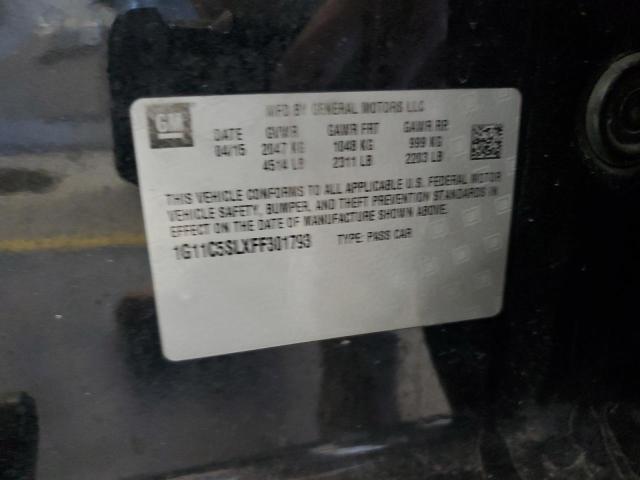 GM
MFD BY GENERAL MOTORS LLC
DATE GVWR GAWR FRT GAWR RR
04/15 2047 KG 1048 KG 999 KG
4514 LB 2311 LB 2203 LB
THIS VEHICLE CONFORMS TO ALL APPLICABLE U.S. FEDERAL MOTOR
VEHICLE SAFETY, BUMPER, AND THEFT PREVENTION STANDARDS IN
EFFECT ON THE DATE OF MANUFACTURE SHOWN ABOVE.
1G11C5SLXFF301793 TYPE: PASS CAR